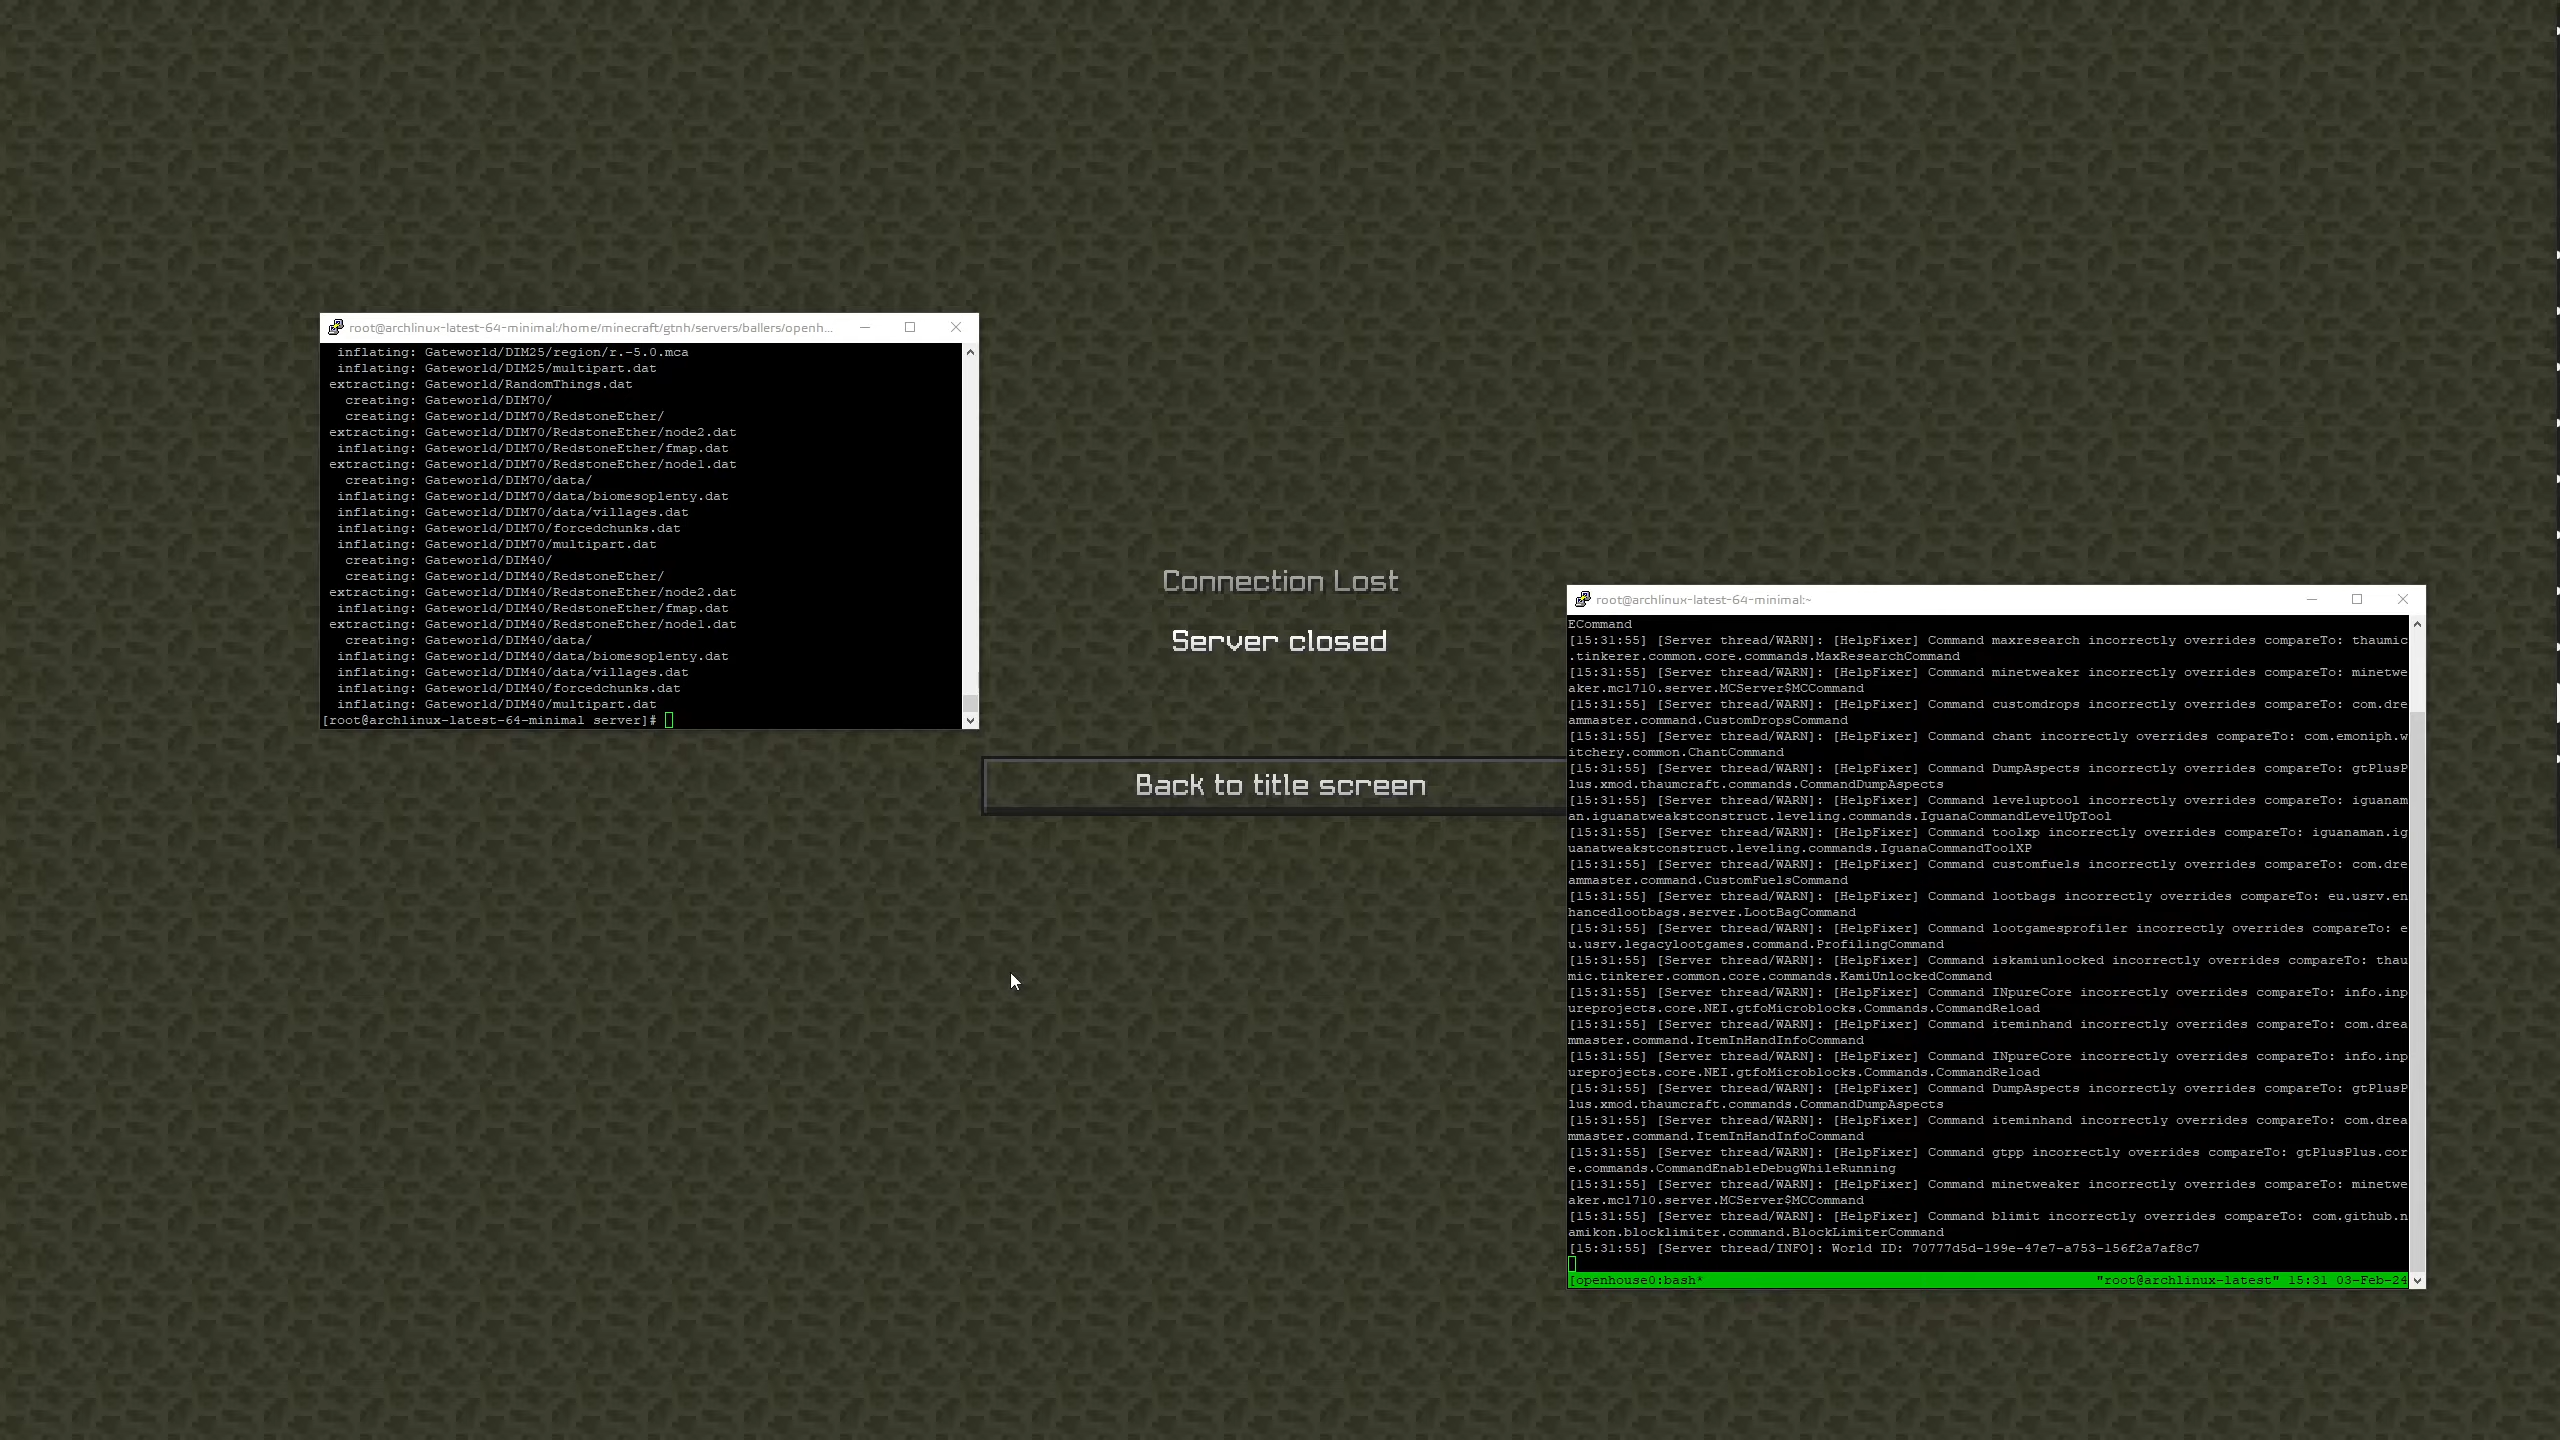 root@archlinux-latest-64-minimal:/home/minecraft/gtnh/servers/ballers/openh...
inflating: Gateworld/DIM25/region/r.-5.0.mca
inflating: Gateworld/DIM25/multipart.dat
extracting: Gateworld/RandomThings.dat
creating: Gateworld/DIM70/
creating: Gateworld/DIM70/RedstoneEther/
extracting: Gateworld/DIM70/RedstoneEther/node2.dat
inflating: Gateworld/DIM70/RedstoneEther/fmap.dat
extracting: Gateworld/DIM70/RedstoneEther/node1.dat
creating: Gateworld/DIM70/data/
inflating: Gateworld/DIM70/data/biomesoplenty.dat
inflating: Gateworld/DIM70/data/villages.dat
inflating: Gateworld/DIM70/forcedchunks.dat
inflating: Gateworld/DIM70/multipart.dat
creating: Gateworld/DIM40/
creating: Gateworld/DIM40/RedstoneEther/
extracting: Gateworld/DIM40/RedstoneEther/node2.dat
inflating: Gateworld/DIM40/RedstoneEther/fmap.dat
extracting: Gateworld/DIM40/RedstoneEther/node1.dat
creating: Gateworld/DIM40/data/
inflating: Gateworld/DIM40/data/biomesoplenty.dat
inflating: Gateworld/DIM40/data/villages.dat
inflating: Gateworld/DIM40/forcedchunks.dat
inflating: Gateworld/DIM40/multipart.dat
[root@archlinux-latest-64-minimal server]#
Connection Lost
Server closed
Back to title screen
root@archlinux-latest-64-minimal:~
ECommand
[15:31:55] [Server thread/WARN]: [HelpFixer] Command maxresearch incorrectly overrides compareTo: thaumic
.tinkerer.common.core.commands.MaxResearchCommand
[15:31:55] [Server thread/WARN]: [HelpFixer] Command minetweaker incorrectly overrides compareTo: minetwe
aker.mc1710.server.MCServer$MCCommand
[15:31:55] [Server thread/WARN]: [HelpFixer] Command customdrops incorrectly overrides compareTo: com.dre
ammaster.command.CustomDropsCommand
[15:31:55] [Server thread/WARN]: [HelpFixer] Command chant incorrectly overrides compareTo: com.emoniph.w
itchery.common.ChantCommand
[15:31:55] [Server thread/WARN]: [HelpFixer] Command DumpAspects incorrectly overrides compareTo: gtPlusP
lus.xmod.thaumcraft.commands.CommandDumpAspects
[15:31:55] [Server thread/WARN]: [HelpFixer] Command leveluptool incorrectly overrides compareTo: iguanam
an.iguanatweakstconstruct.leveling.commands.IguanaCommandLevelUpTool
[15:31:55] [Server thread/WARN]: [HelpFixer] Command toolxp incorrectly overrides compareTo: iguanaman.ig
uanatweakstconstruct.leveling.commands.IguanaCommandToolXP
[15:31:55] [Server thread/WARN]: [HelpFixer] Command customfuels incorrectly overrides compareTo: com.dre
ammaster.command.CustomFuelsCommand
[15:31:55] [Server thread/WARN]: [HelpFixer] Command lootbags incorrectly overrides compareTo: eu.usrv.en
hancedlootbags.server.LootBagCommand
[15:31:55] [Server thread/WARN]: [HelpFixer] Command lootgamesprofiler incorrectly overrides compareTo: e
u.usrv.legacylootgames.command.ProfilingCommand
[15:31:55] [Server thread/WARN]: [HelpFixer] Command iskamiunlocked incorrectly overrides compareTo: thau
mic.tinkerer.common.core.commands.KamiUnlockedCommand
[15:31:55] [Server thread/WARN]: [HelpFixer] Command INpureCore incorrectly overrides compareTo: info.inp
ureprojects.core.NEI.gtfoMicroblocks.Commands.CommandReload
[15:31:55] [Server thread/WARN]: [HelpFixer] Command iteminhand incorrectly overrides compareTo: com.drea
mmaster.command.ItemInHandInfoCommand
[15:31:55] [Server thread/WARN]: [HelpFixer] Command INpureCore incorrectly overrides compareTo: info.inp
ureprojects.core.NEI.gtfoMicroblocks.Commands.CommandReload
[15:31:55] [Server thread/WARN]: [HelpFixer] Command DumpAspects incorrectly overrides compareTo: gtPlusP
lus.xmod.thaumcraft.commands.CommandDumpAspects
[15:31:55] [Server thread/WARN]: [HelpFixer] Command iteminhand incorrectly overrides compareTo: com.drea
mmaster.command.ItemInHandInfoCommand
[15:31:55] [Server thread/WARN]: [HelpFixer] Command gtpp incorrectly overrides compareTo: gtPlusPlus.cor
e.commands.CommandEnableDebugWhileRunning
[15:31:55] [Server thread/WARN]: [HelpFixer] Command minetweaker incorrectly overrides compareTo: minetwe
aker.mc1710.server.MCServer$MCCommand
[15:31:55] [Server thread/WARN]: [HelpFixer] Command blimit incorrectly overrides compareTo: com.github.n
amikon.blocklimiter.command.BlockLimiterCommand
[15:31:55] [Server thread/INFO]: World ID: 70777d5d-199e-47e7-a753-156f2a7af8c7
[openhouse0:bash* "root@archlinux-latest" 15:31 03-Feb-24